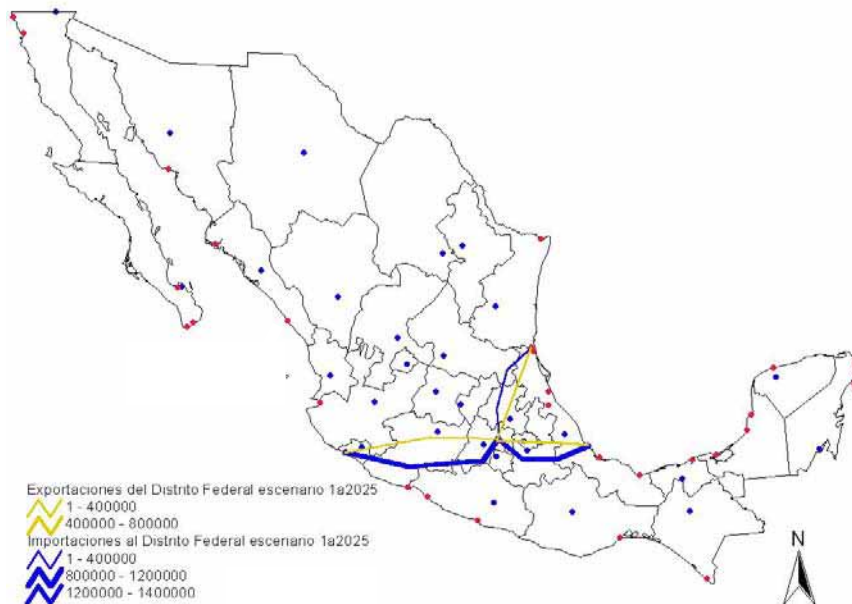 Exportaciones del Distrito Federal escenario 1a2025
1 - 400000
400000 - 800000
Importaciones al Distrito Federal escenario 1a2025
1 - 400000
800000 - 1200000
1200000 - 1400000
N